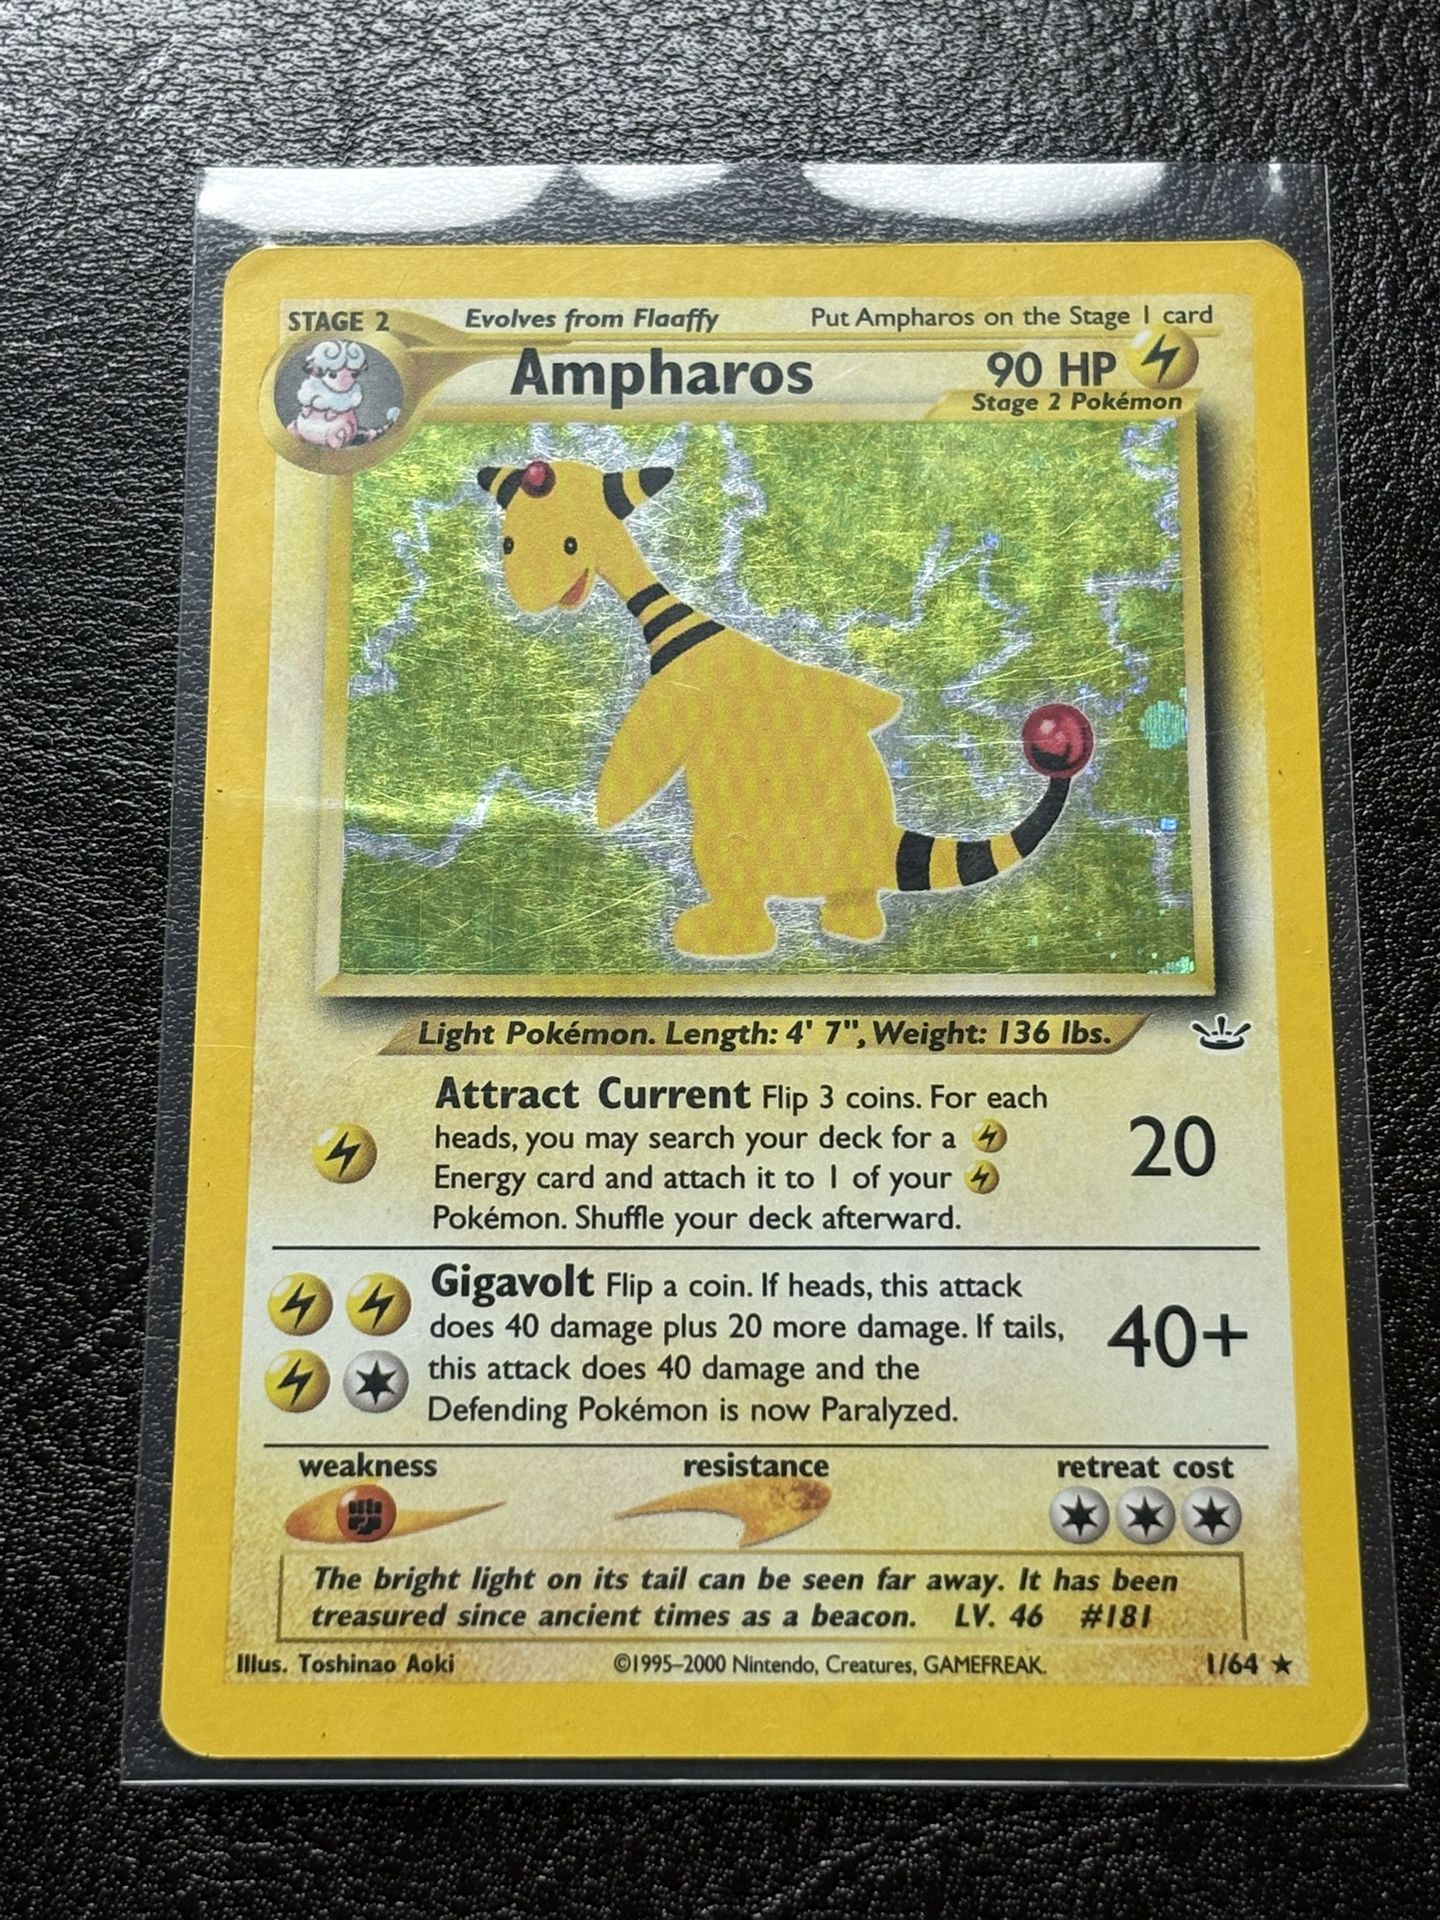 STAGE 2 Evolves from Flaaffy Put Ampharos on the Stage 1 card
Ampharos 90 HP
Stage 2 Pokémon
Light Pokémon. Length: 4' 7", Weight: 136 lbs.
Attract Current Flip 3 coins. For each
heads, you may search your deck for a
Energy card and attach it to 1 of your
Pokémon. Shuffle your deck afterward.
20
Gigavolt Flip a coin. If heads, this attack
does 40 damage plus 20 more damage. If tails,
this attack does 40 damage and the
Defending Pokémon is now Paralyzed.
40+
weakness resistance retreat cost
The bright light on its tail can be seen far away. It has been
treasured since ancient times as a beacon. LV. 46 #181
Illus. Toshinao Aoki ©1995–2000 Nintendo, Creatures, GAMEFREAK. 1/64 ★